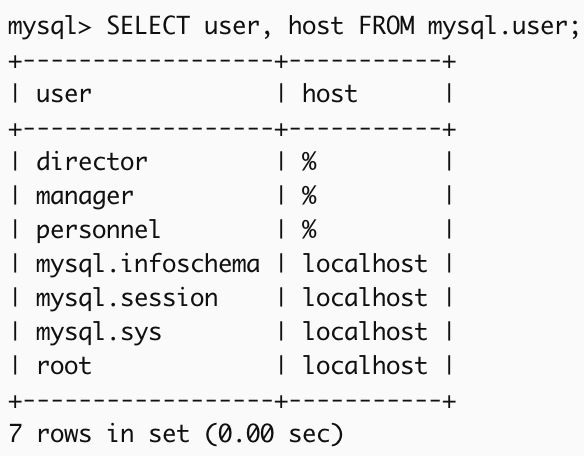 mysql> SELECT user, host FROM mysql.user;
+------------------+-----------+
| user             | host      |
+------------------+-----------+
| director         | %         |
| manager          | %         |
| personnel        | %         |
| mysql.infoschema | localhost |
| mysql.session    | localhost |
| mysql.sys        | localhost |
| root             | localhost |
+------------------+-----------+
7 rows in set (0.00 sec)